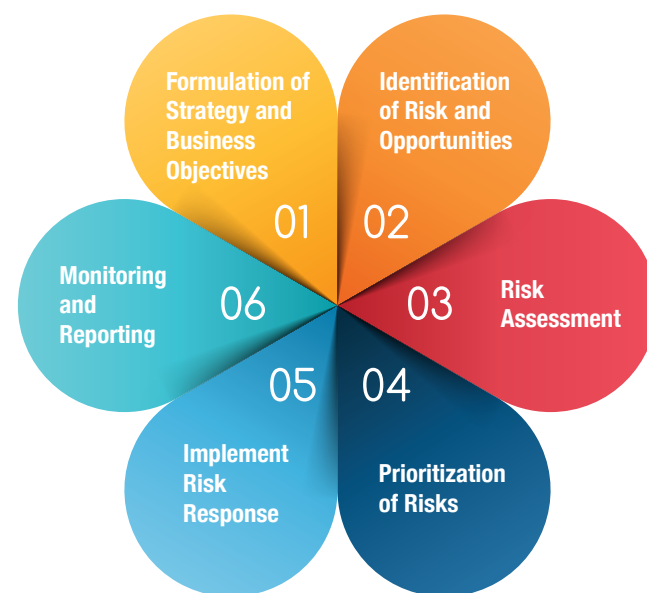 Formulation of
Strategy and
Business
Objectives
01
Identification
of Risk and
Opportunities
02
03
Risk
Assessment
04
Prioritization
of Risks
05
Implement
Risk
Response
06
Monitoring
and
Reporting